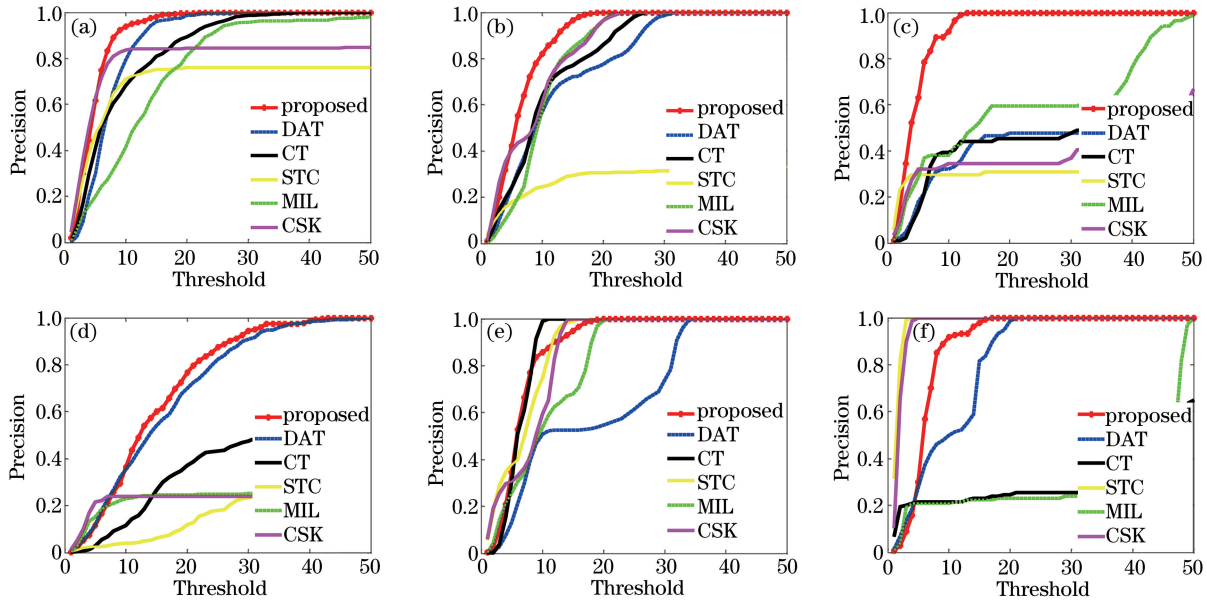 (a)
Precision
1.0
0.8
0.6
0.4
0.2
0
0 10 20 30 40 50
Threshold
proposed
DAT
CT
STC
MIL
CSK
(b)
Precision
1.0
0.8
0.6
0.4
0.2
0
0 10 20 30 40 50
Threshold
proposed
DAT
CT
STC
MIL
CSK
(c)
Precision
1.0
0.8
0.6
0.4
0.2
0
0 10 20 30 40 50
Threshold
proposed
DAT
CT
STC
MIL
CSK
(d)
Precision
1.0
0.8
0.6
0.4
0.2
0
0 10 20 30 40 50
Threshold
proposed
DAT
CT
STC
MIL
CSK
(e)
Precision
1.0
0.8
0.6
0.4
0.2
0
0 10 20 30 40 50
Threshold
proposed
DAT
CT
STC
MIL
CSK
(f)
Precision
1.0
0.8
0.6
0.4
0.2
0
0 10 20 30 40 50
Threshold
proposed
DAT
CT
STC
MIL
CSK